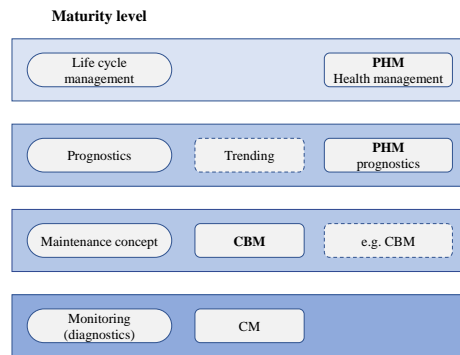 Maturity level
Life cycle
management
PHM
Health management
Prognostics
Trending
PHM
prognostics
Maintenance concept
CBM
e.g. CBM
Monitoring
(diagnostics)
CM